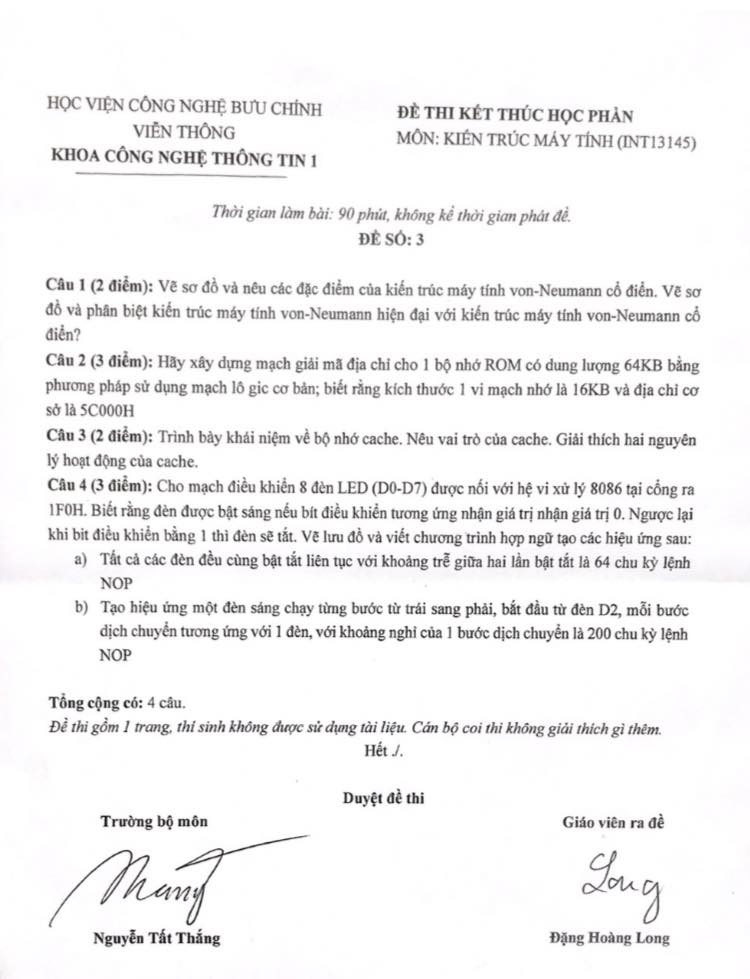 HỌC VIỆN CÔNG NGHỆ BƯU CHÍNH
VIỄN THÔNG
KHOA CÔNG NGHỆ THÔNG TIN 1
ĐỀ THI KẾT THÚC HỌC PHẦN
MÔN: KIẾN TRÚC MÁY TÍNH (INT13145)
Thời gian làm bài: 90 phút, không kể thời gian phát đề.
ĐỀ SỐ: 3
Câu 1 (2 điểm): Vẽ sơ đồ và nêu các đặc điểm của kiến trúc máy tính von-Neumann cổ điển. Vẽ sơ
đồ và phân biệt kiến trúc máy tính von-Neumann hiện đại với kiến trúc máy tính von-Neumann cổ
điển?
Câu 2 (3 điểm): Hãy xây dựng mạch giải mã địa chỉ cho 1 bộ nhớ ROM có dung lượng 64KB bằng
phương pháp sử dụng mạch lô gic cơ bản; biết rằng kích thước 1 vi mạch nhớ là 16KB và địa chỉ cơ
sở là 5C000H
Câu 3 (2 điểm): Trình bày khái niệm về bộ nhớ cache. Nêu vai trò của cache. Giải thích hai nguyên
lý hoạt động của cache.
Câu 4 (3 điểm): Cho mạch điều khiển 8 đèn LED (D0-D7) được nối với hệ vi xử lý 8086 tại cổng ra
1F0H. Biết rằng đèn được bật sáng nếu bít điều khiển tương ứng nhận giá trị nhận giá trị 0. Ngược lại
khi bit điều khiển bằng 1 thì đèn sẽ tắt. Vẽ lưu đồ và viết chương trình hợp ngữ tạo các hiệu ứng sau:
a) Tất cả các đèn đều cùng bật tắt liên tục với khoảng trễ giữa hai lần bật tắt là 64 chu kỳ lệnh
NOP
b) Tạo hiệu ứng một đèn sáng chạy từng bước từ trái sang phải, bắt đầu từ đèn D2, mỗi bước
dịch chuyển tương ứng với 1 đèn, với khoảng nghỉ của 1 bước dịch chuyển là 200 chu kỳ lệnh
NOP
Tổng cộng có: 4 câu.
Đề thi gồm 1 trang, thí sinh không được sử dụng tài liệu. Cán bộ coi thi không giải thích gì thêm.
Hết ./.
Duyệt đề thi
Trưởng bộ môn
Giáo viên ra đề
Long
Nguyễn Tất Thắng
Đặng Hoàng Long